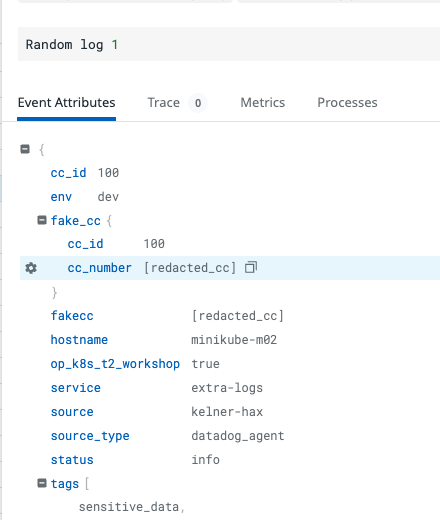 Random log 1
Event Attributes Trace 0 Metrics Processes
{
cc_id 100
env dev
fake_cc {
cc_id 100
cc_number [redacted_cc]
}
fakecc [redacted_cc]
hostname minikube-m02
op_k8s_t2_workshop true
service extra-logs
source kelner-hax
source_type datadog_agent
status info
tags [
sensitive_data,